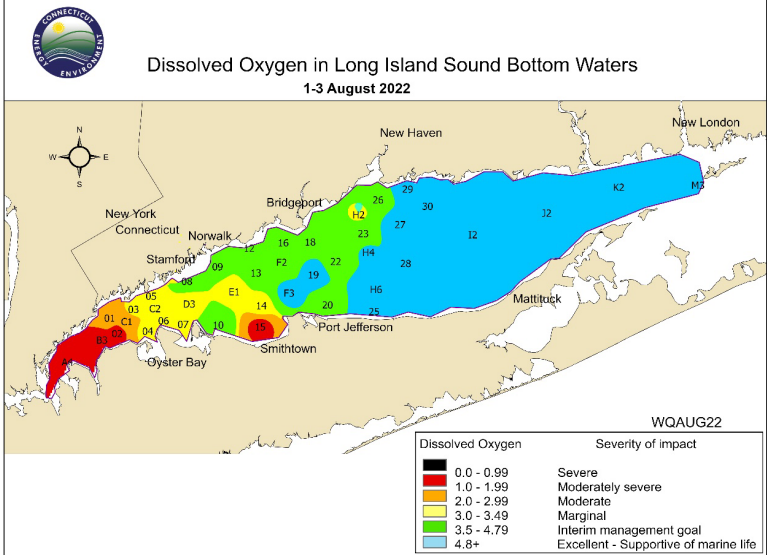 CONNECTICUT
ENERGY ENVIRONMENT
Dissolved Oxygen in Long Island Sound Bottom Waters
1-3 August 2022
New London
New Haven
N
W E
S
Bridgeport
New York
Connecticut
Norwalk
Stamford
29
K2
M3
26
30
H2
27
J2
23
I2
12
16
18
H4
28
09
F2
22
13
19
08
E1
F3
H6
05
D3
14
20
25
03
C2
01
C1
06
07
10
15
02
04
B3
A4
Mattituck
Port Jefferson
Smithtown
Oyster Bay
WQAUG22
Dissolved Oxygen Severity of impact
0.0 - 0.99 Severe
1.0 - 1.99 Moderately severe
2.0 - 2.99 Moderate
3.0 - 3.49 Marginal
3.5 - 4.79 Interim management goal
4.8+ Excellent - Supportive of marine life